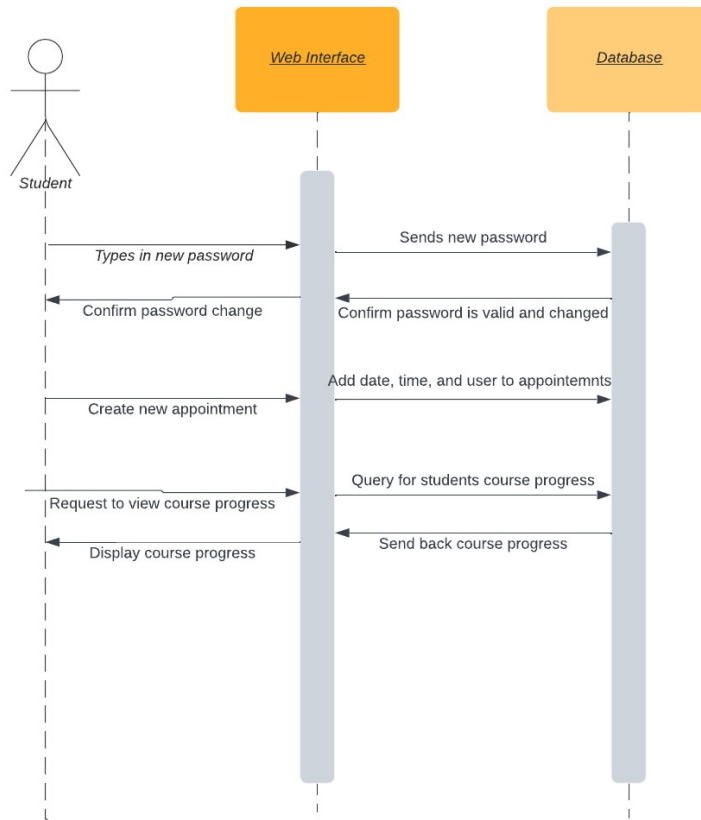 Web Interface
Database
Student
Types in new password
Sends new password
Confirm password change
Confirm password is valid and changed
Create new appointment
Add date, time, and user to appointemnts
Request to view course progress
Query for students course progress
Display course progress
Send back course progress